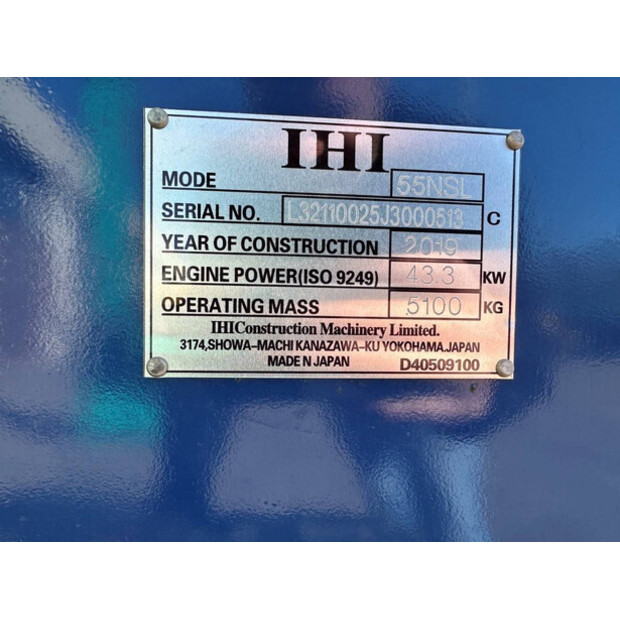 IHI
MODE 55NSL
SERIAL NO. L32110025J3000513 C
YEAR OF CONSTRUCTION 2019
ENGINE POWER(ISO 9249) 43.3 KW
OPERATING MASS 5100 KG
IHIConstruction Machinery Limited.
3174,SHOWA-MACHI KANAZAWA-KU YOKOHAMA.JAPAN
MADE N JAPAN D40509100